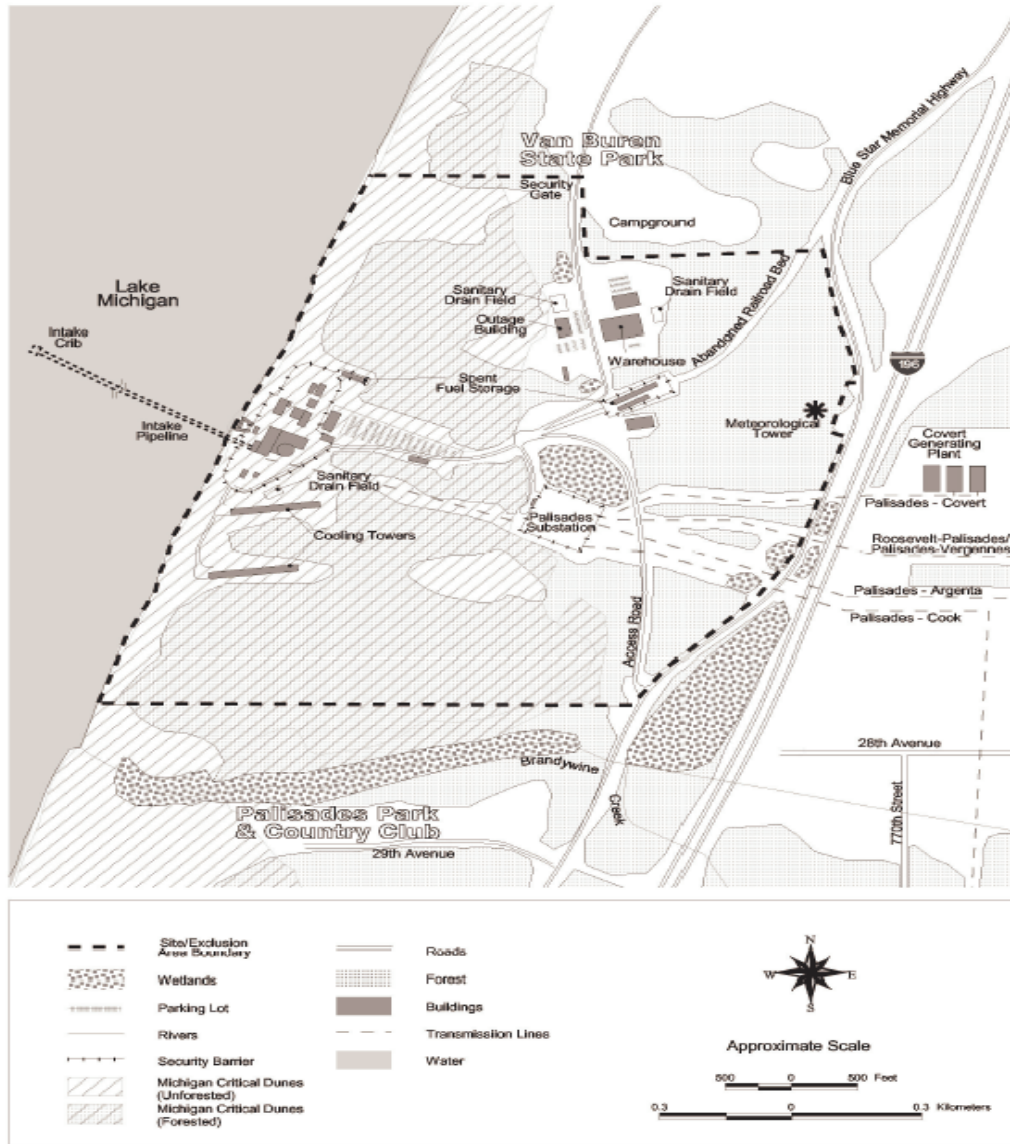 Van Buren
State Park
Blue Star Memorial Highway
Security
Gate
Campground
Lake
Michigan
Sanitary
Drain Field
Sanitary
Drain Field
Abandoned Railroad Bed
Intake
Crib
Outage
Building
Warehouse
196
Spent
Fuel Storage
Intake
Pipeline
Meteorological
Tower
Covert
Generating
Plant
Sanitary
Drain Field
Palisades - Covert
Palisades
Substation
Cooling Towers
Roosevelt-Palisades/
Palisades-Vergennes
Palisades - Argenta
Palisades - Cook
Access Road
28th Avenue
Brandywine
Creek
770th Street
Palisades Park
& Country Club
29th Avenue
Site/Exclusion
Area Boundary
Wetlands
Parking Lot
Rivers
Security Barrier
Michigan Critical Dunes
(Unforested)
Michigan Critical Dunes
(Forested)
Roads
Forest
Buildings
Transmissiion Lines
Water
N
W
E
S
Approximate Scale
500
0
500 Feet
0.3
0
0.3 Kilometers